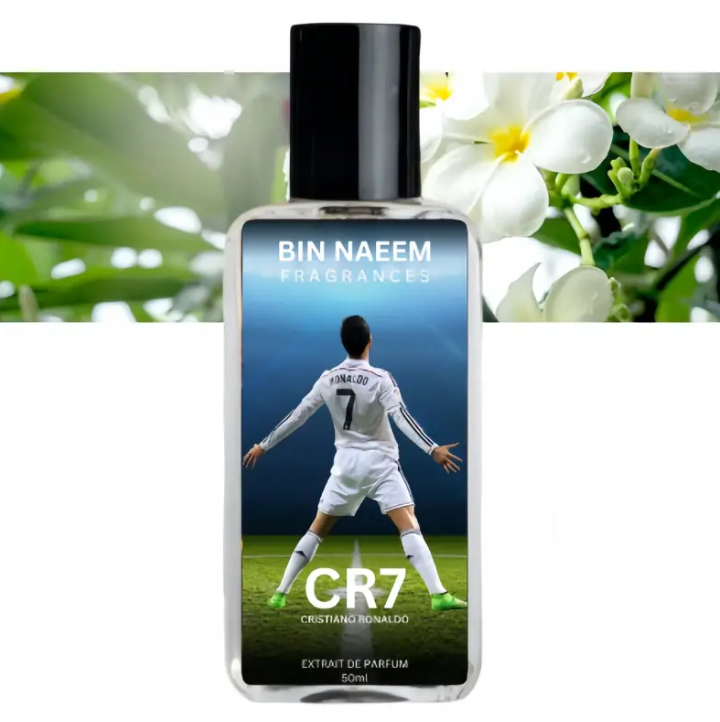 BIN NAEEM
FRAGRANCES
RONALDO
7
CR7
CRISTIANO RONALDO
EXTRAIT DE PARFUM
50ml